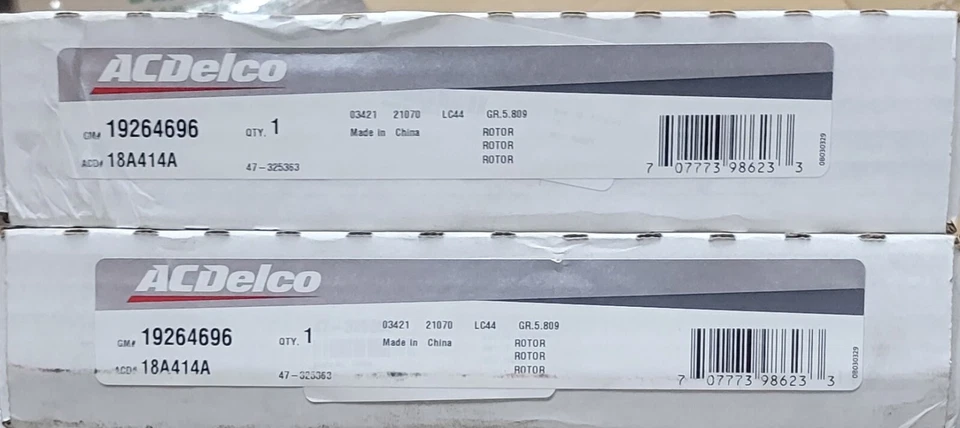 ACDelco
03421 21070 LC44 GR.5.809
GM# 19264696 QTY. 1 Made in China ROTOR
ROTOR
ACD# 18A414A ROTOR
47-325363
7 07773 98623 3
08030329
ACDelco
03421 21070 LC44 GR.5.809
GM# 19264696 QTY. 1 Made in China ROTOR
ROTOR
ACD# 18A414A ROTOR
47-325363
7 07773 98623 3
08030329